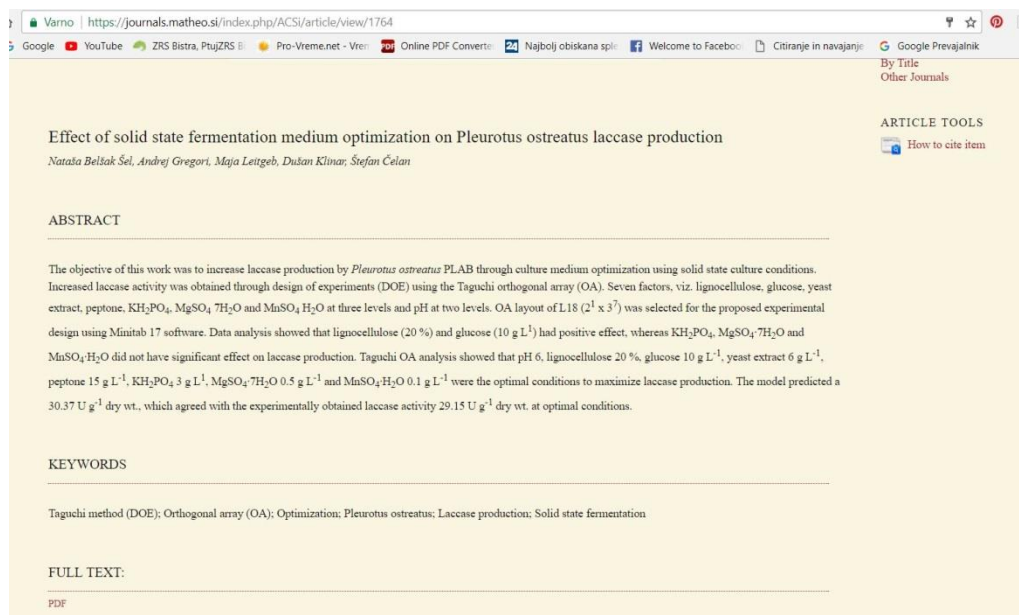 Varno https://journals.matheo.si/index.php/ACSi/article/view/1764
Google YouTube ZRS Bistra, PtujZRS B Pro-Vreme.net - Vren Online PDF Converte 24 Najbolj obiskana sple Welcome to Faceboo Citiranje in navajanje Google Prevajalnik
By Title
Other Journals
ARTICLE TOOLS
How to cite item
Effect of solid state fermentation medium optimization on Pleurotus ostreatus laccase production
Nataša Belšak Šel, Andrej Gregori, Maja Leitgeb, Dušan Klinar, Štefan Čelan
ABSTRACT
The objective of this work was to increase laccase production by Pleurotus ostreatus PLAB through culture medium optimization using solid state culture conditions.
Increased laccase activity was obtained through design of experiments (DOE) using the Taguchi orthogonal array (OA). Seven factors, viz. lignocellulose, glucose, yeast
extract, peptone, KH₂PO₄, MgSO₄ 7H₂O and MnSO₄ H₂O at three levels and pH at two levels. OA layout of L18 (2¹ x 3⁷) was selected for the proposed experimental
design using Minitab 17 software. Data analysis showed that lignocellulose (20 %) and glucose (10 g L¹) had positive effect, whereas KH₂PO₄, MgSO₄·7H₂O and
MnSO₄·H₂O did not have significant effect on laccase production. Taguchi OA analysis showed that pH 6, lignocellulose 20 %, glucose 10 g L⁻¹, yeast extract 6 g L⁻¹,
peptone 15 g L⁻¹, KH₂PO₄ 3 g L¹, MgSO₄·7H₂O 0.5 g L⁻¹ and MnSO₄·H₂O 0.1 g L⁻¹ were the optimal conditions to maximize laccase production. The model predicted a
30.37 U g⁻¹ dry wt., which agreed with the experimentally obtained laccase activity 29.15 U g⁻¹ dry wt. at optimal conditions.
KEYWORDS
Taguchi method (DOE); Orthogonal array (OA); Optimization; Pleurotus ostreatus; Laccase production; Solid state fermentation
FULL TEXT:
PDF